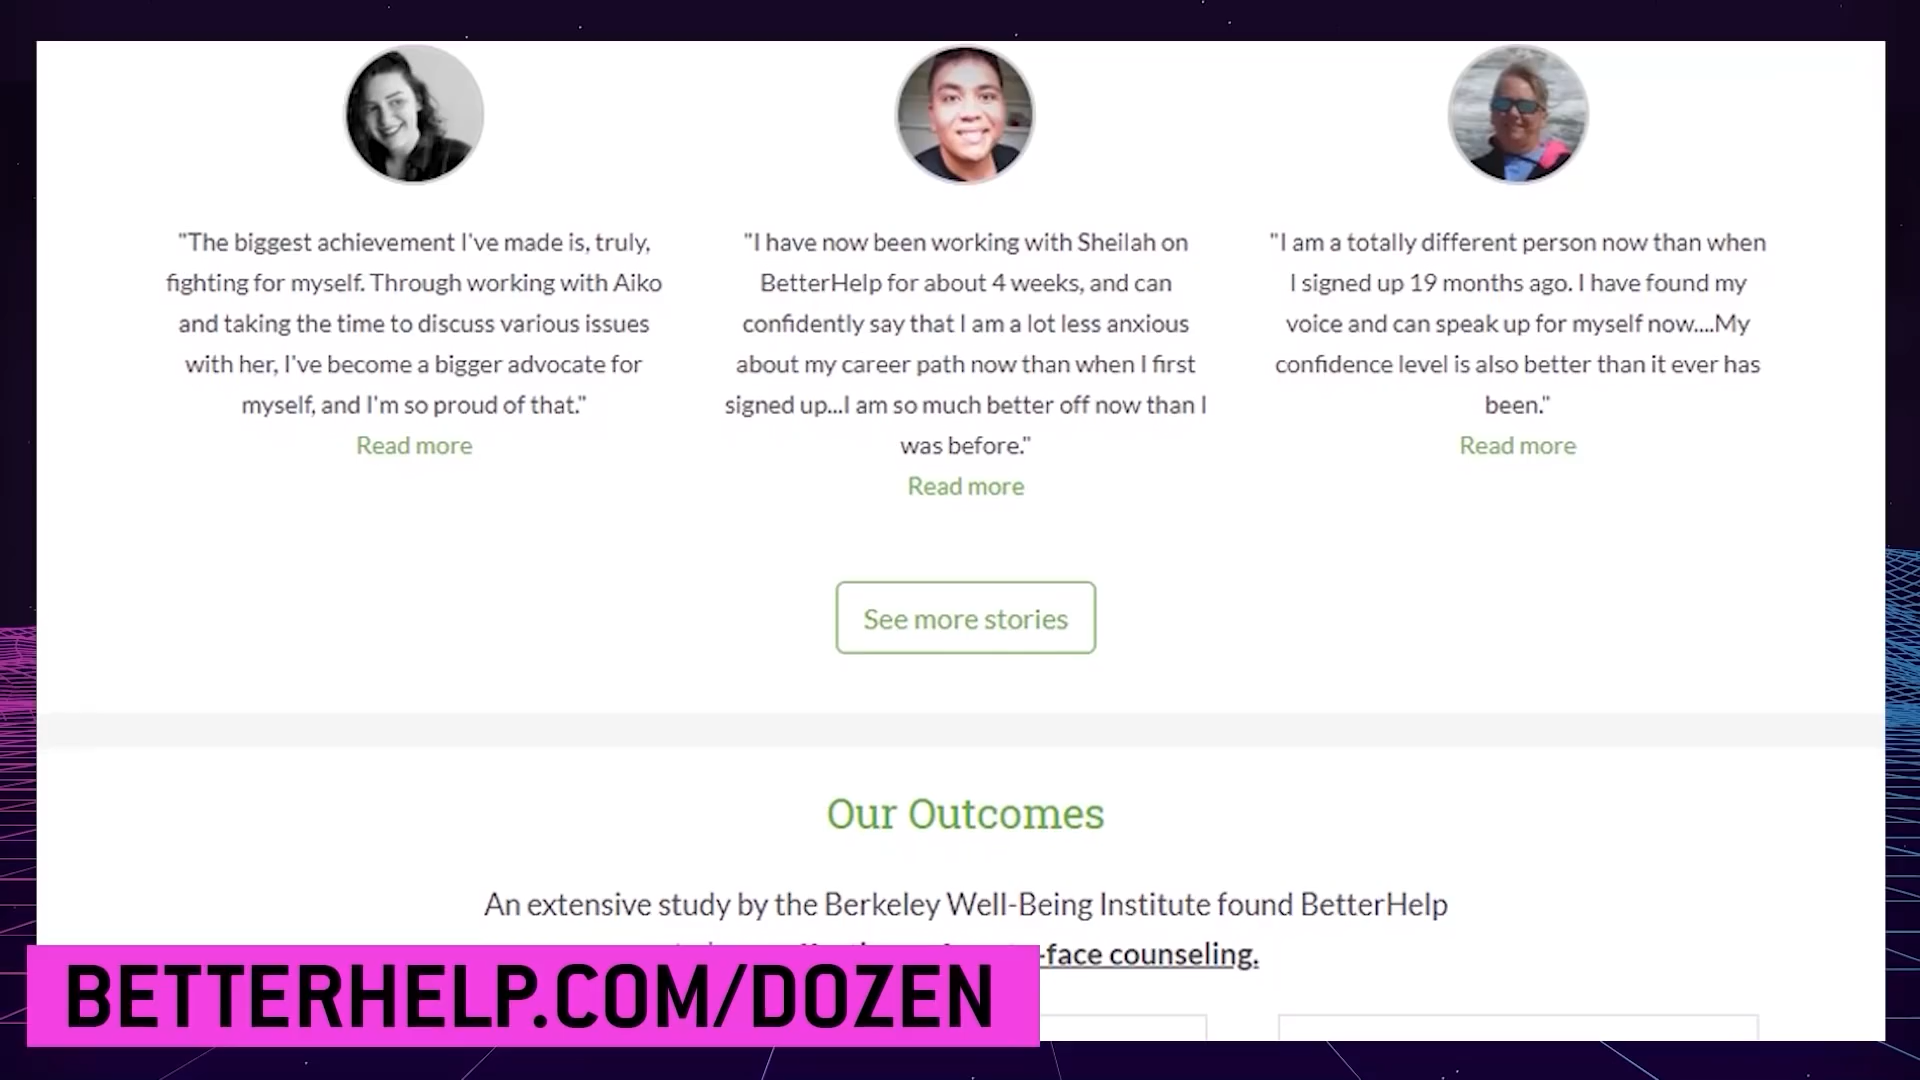 "The biggest achievement I've made is, truly,
fighting for myself. Through working with Aiko
and taking the time to discuss various issues
with her, I've become a bigger advocate for
myself, and I'm so proud of that."
Read more
"I have now been working with Sheilah on
BetterHelp for about 4 weeks, and can
confidently say that I am a lot less anxious
about my career path now than when I first
signed up...I am so much better off now than I
was before."
Read more
"I am a totally different person now than when
I signed up 19 months ago. I have found my
voice and can speak up for myself now....My
confidence level is also better than it ever has
been."
Read more
See more stories
Our Outcomes
An extensive study by the Berkeley Well-Being Institute found BetterHelp
-face counseling.
BETTERHELP.COM/DOZEN